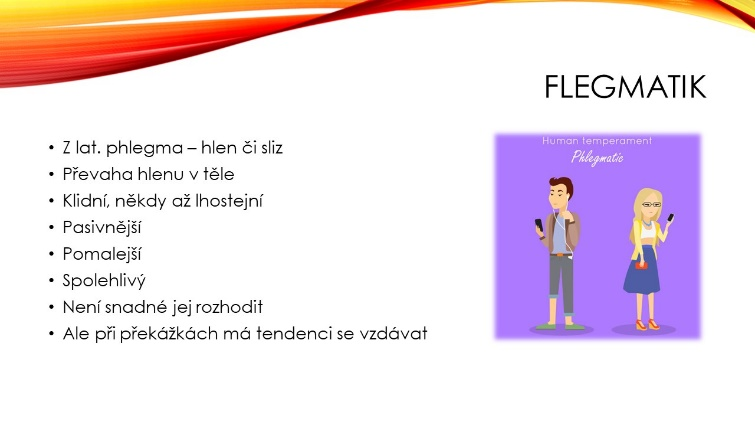 FLEGMATIK
• Z lat. phlegma – hlen či sliz
• Převaha hlenu v těle
• Klidní, někdy až lhostejní
• Pasivnější
• Pomalejší
• Spolehlivý
• Není snadné jej rozhodit
• Ale při překážkách má tendenci se vzdávat
Human temperament
Phlegmatic